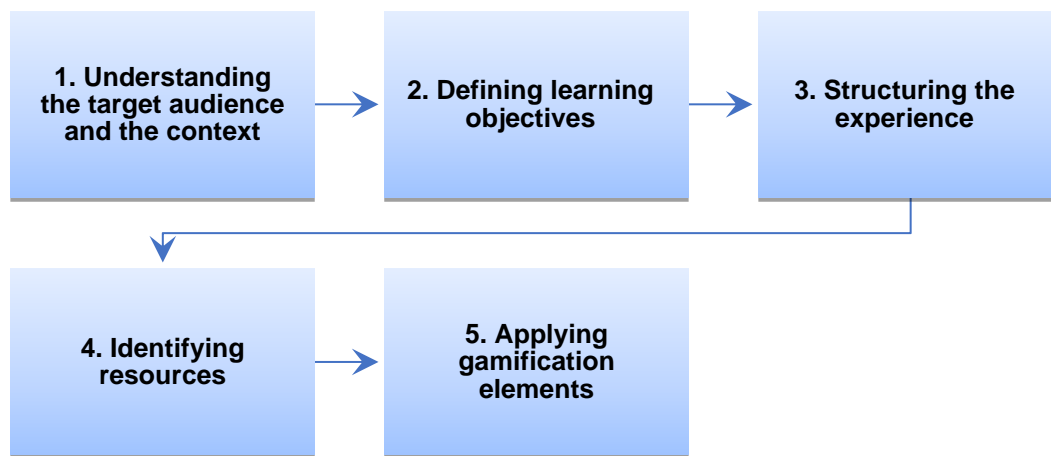 1. Understanding
the target audience
and the context
2. Defining learning
objectives
3. Structuring the
experience
4. Identifying
resources
5. Applying
gamification
elements